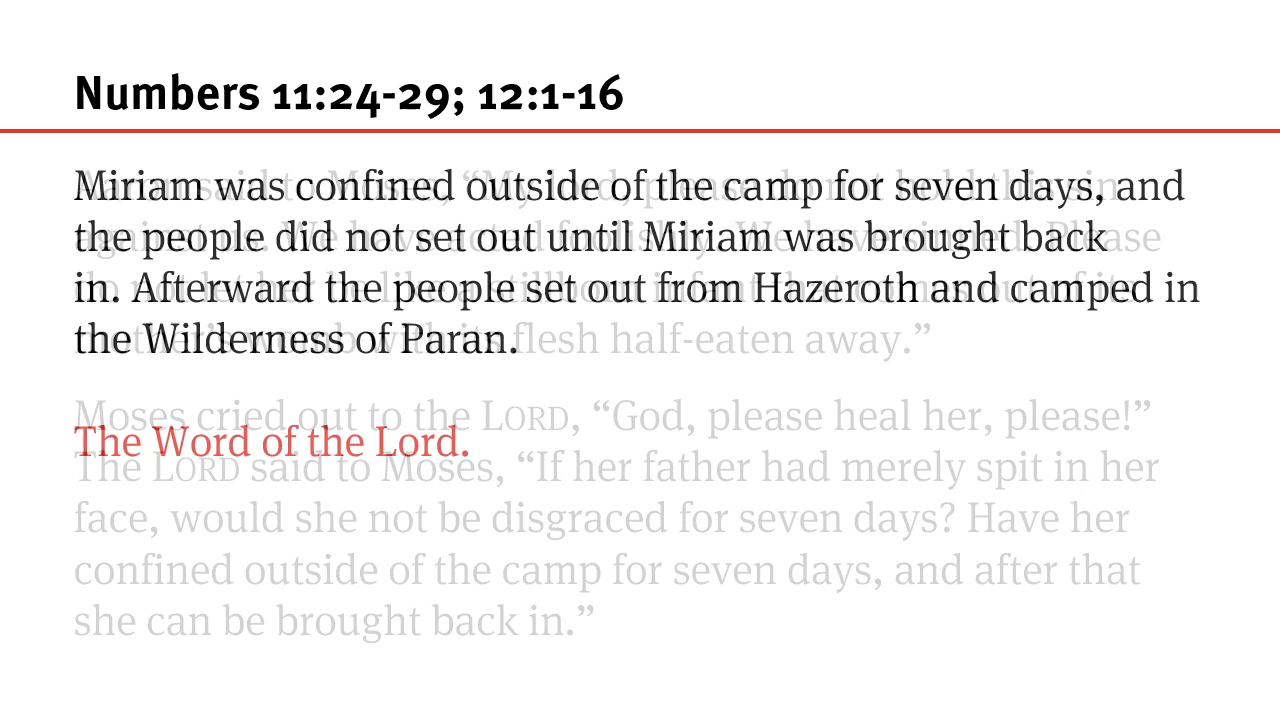 Numbers 11:24-29; 12:1-16
Miriam was confined outside of the camp for seven days, and
the people did not set out until Miriam was brought back
in. Afterward the people set out from Hazeroth and camped in
the Wilderness of Paran.
flesh half-eaten away.”
Moses cried out to the LORD, “God, please heal her, please!”
The Word of the Lord.
The LORD said to Moses, “If her father had merely spit in her
face, would she not be disgraced for seven days? Have her
confined outside of the camp for seven days, and after that
she can be brought back in.”